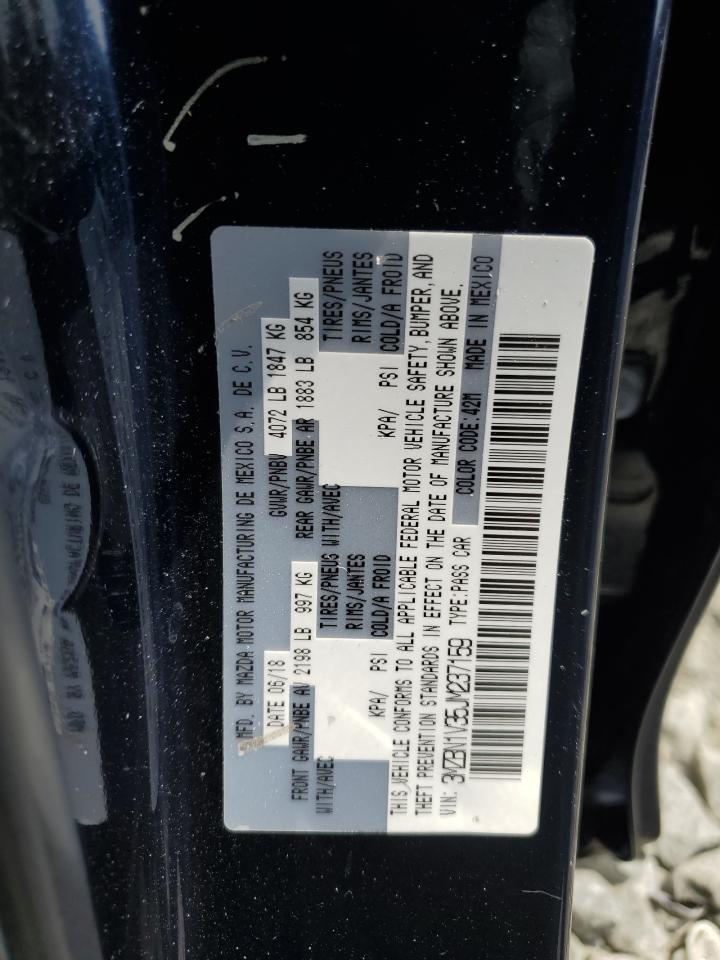 MFD. BY MAZDA MOTOR MANUFACTURING DE MEXICO S.A. DE C.V.
DATE 06/18 GVWR/PNBV 4072 LB 1847 KG
FRONT GAWR/PNBE AV 2198 LB 997 KG REAR GAWR/PNBE AR 1883 LB 854 KG
WITH/AVEC TIRES/PNEUS WITH/AVEC TIRES/PNEUS
RIMS/JANTES RIMS/JANTES
KPA/ PSI COLD/A FROID KPA/ PSI COLD/A FROID
THIS VEHICLE CONFORMS TO ALL APPLICABLE FEDERAL MOTOR VEHICLE SAFETY, BUMPER, AND
THEFT PREVENTION STANDARDS IN EFFECT ON THE DATE OF MANUFACTURE SHOWN ABOVE.
VIN: 3MZBN1V35JM237159 TYPE:PASS CAR COLOR CODE:42M MADE IN MEXICO